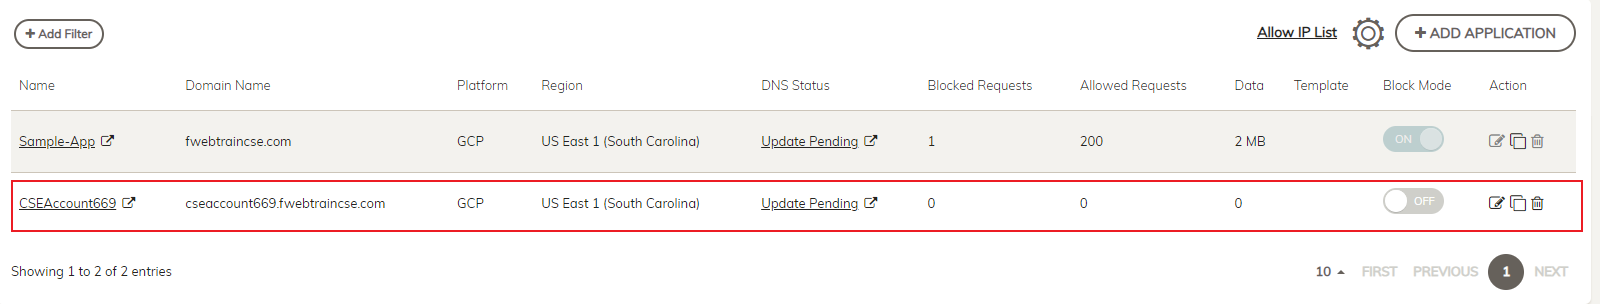 + Add Filter
Allow IP List
+ ADD APPLICATION
Name Domain Name Platform Region DNS Status Blocked Requests Allowed Requests Data Template Block Mode Action
Sample-App fwebtraincse.com GCP US East 1 (South Carolina) Update Pending 1 200 2 MB ON
CSEAccount669 cseaccount669.fwebtraincse.com GCP US East 1 (South Carolina) Update Pending 0 0 0 OFF
Showing 1 to 2 of 2 entries
10 FIRST PREVIOUS 1 NEXT